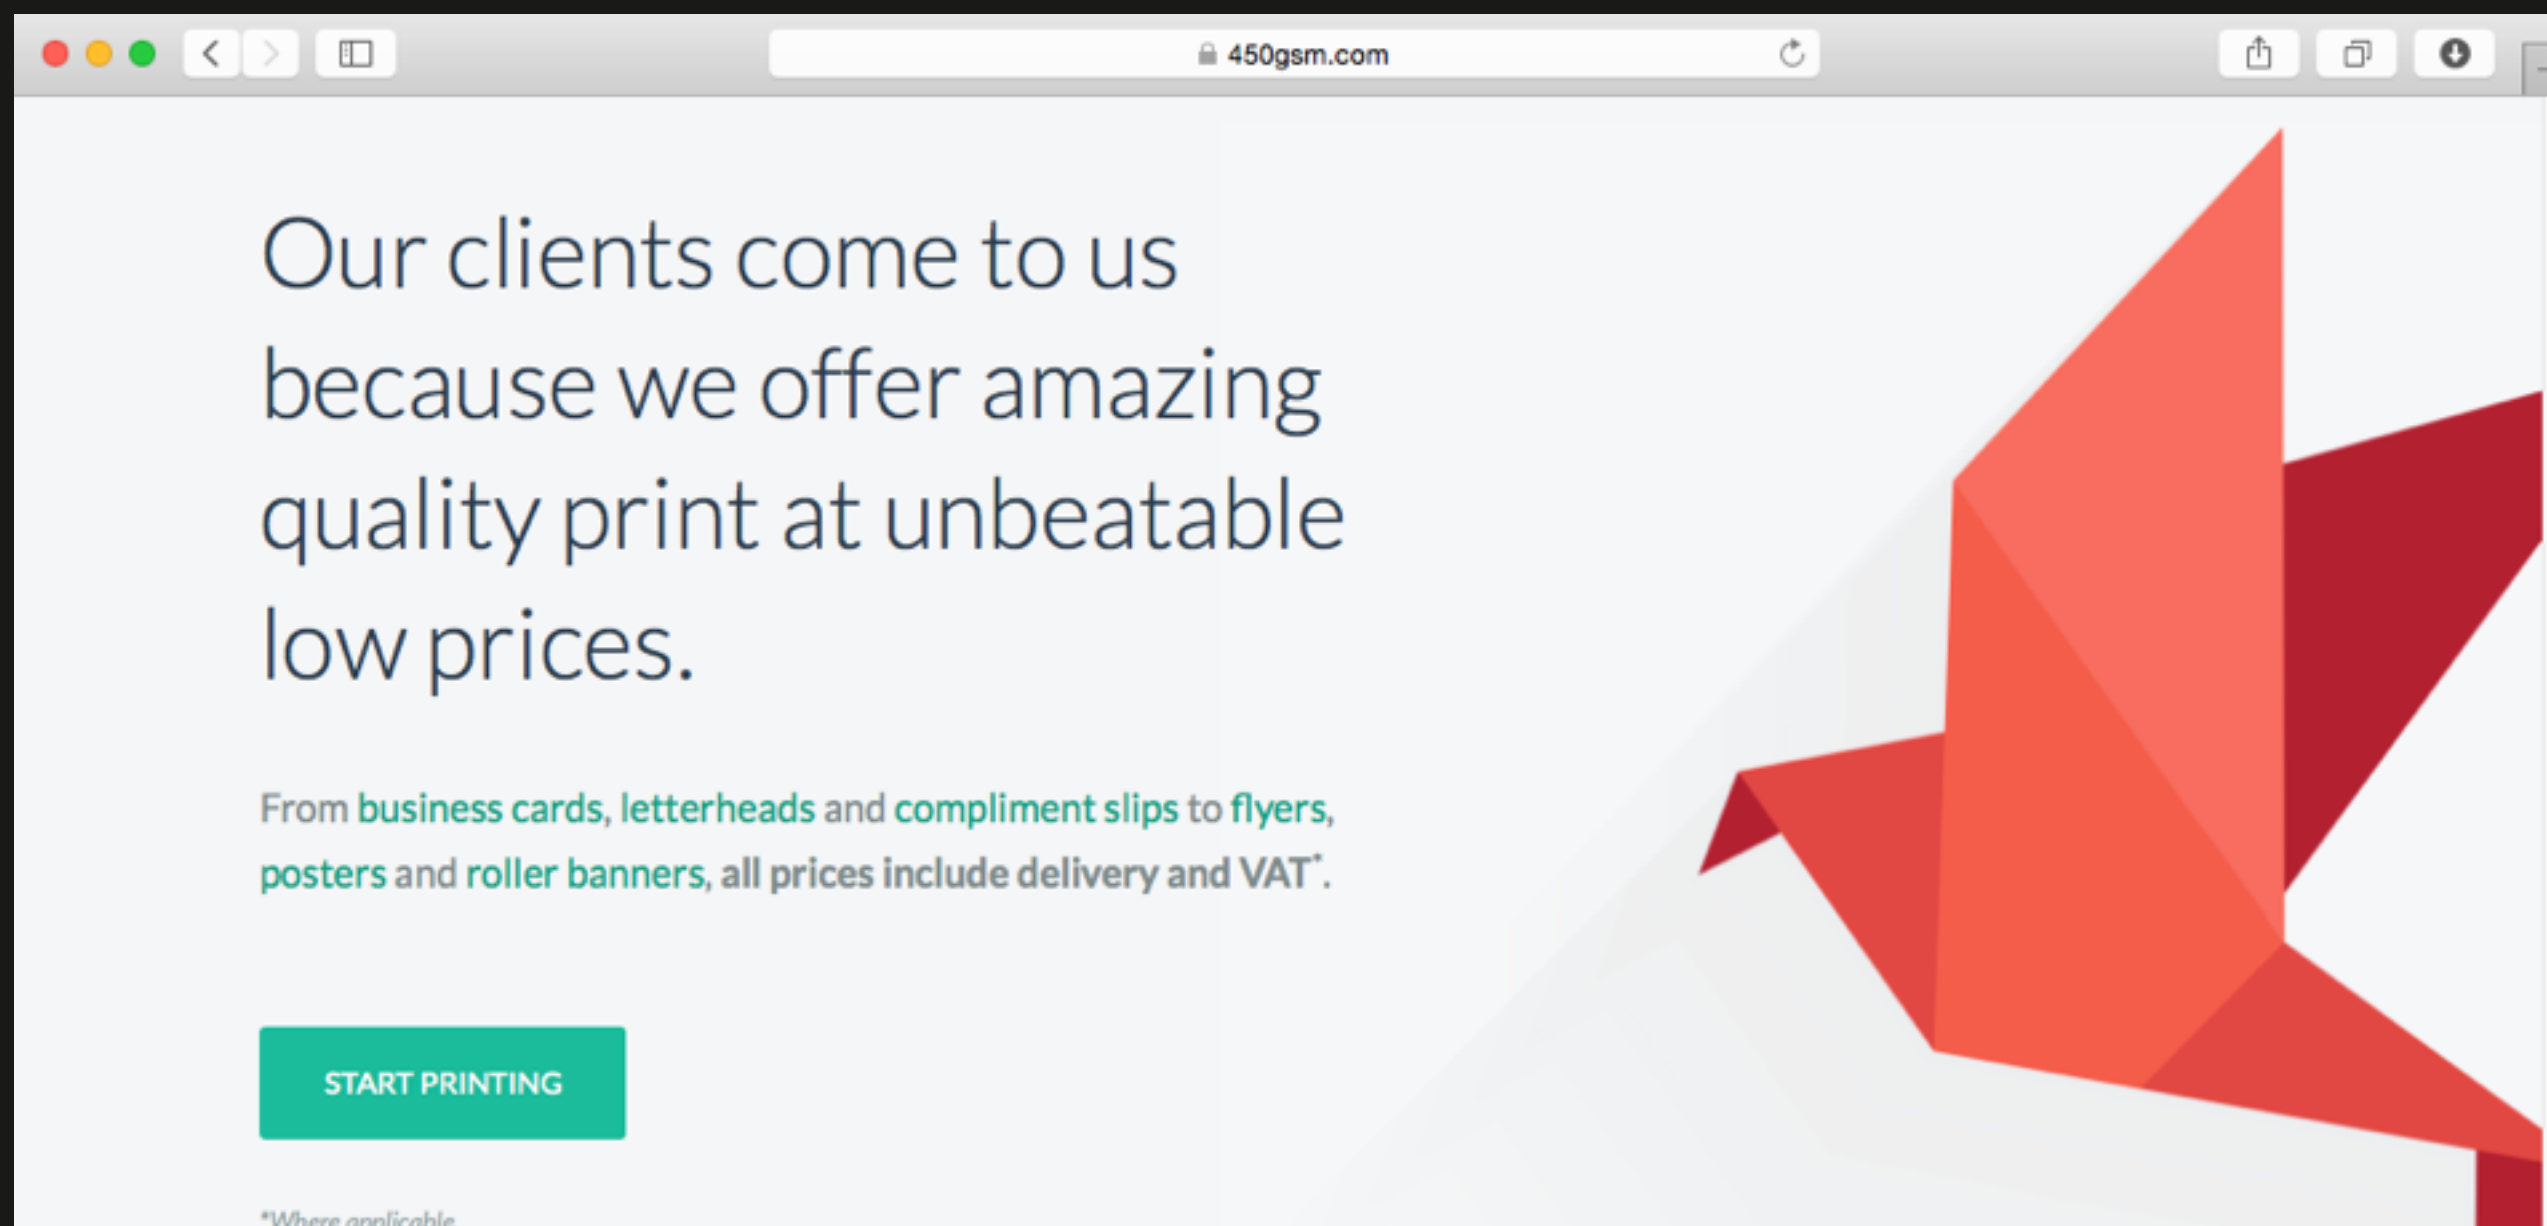 450gsm.com
Our clients come to us
because we offer amazing
quality print at unbeatable
low prices.
From business cards, letterheads and compliment slips to flyers,
posters and roller banners, all prices include delivery and VAT*.
START PRINTING
*Where applicable.